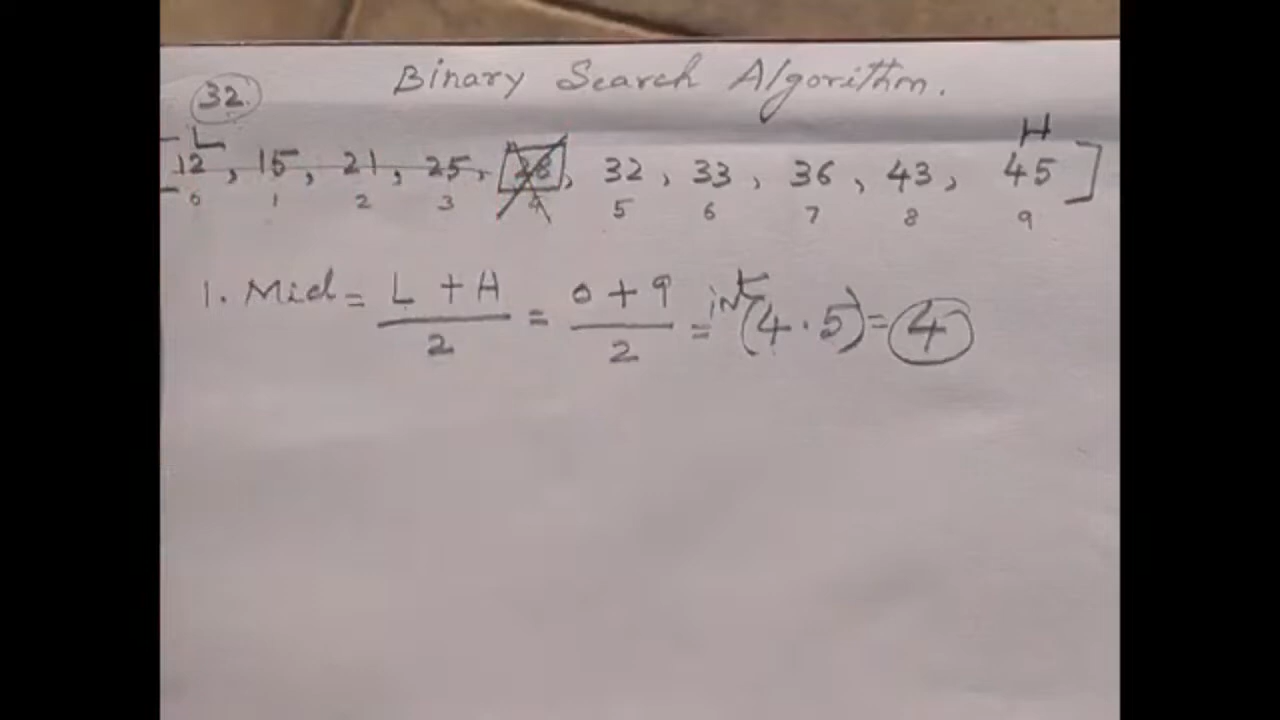 Binary Search Algorithm.
32.
L H
[12, 15, 21, 25, 28, 32, 33, 36, 43, 45]
0 1 2 3 4 5 6 7 8 9
1. Mid = L + H / 2 = 0 + 9 / 2 = int(4.5) = 4